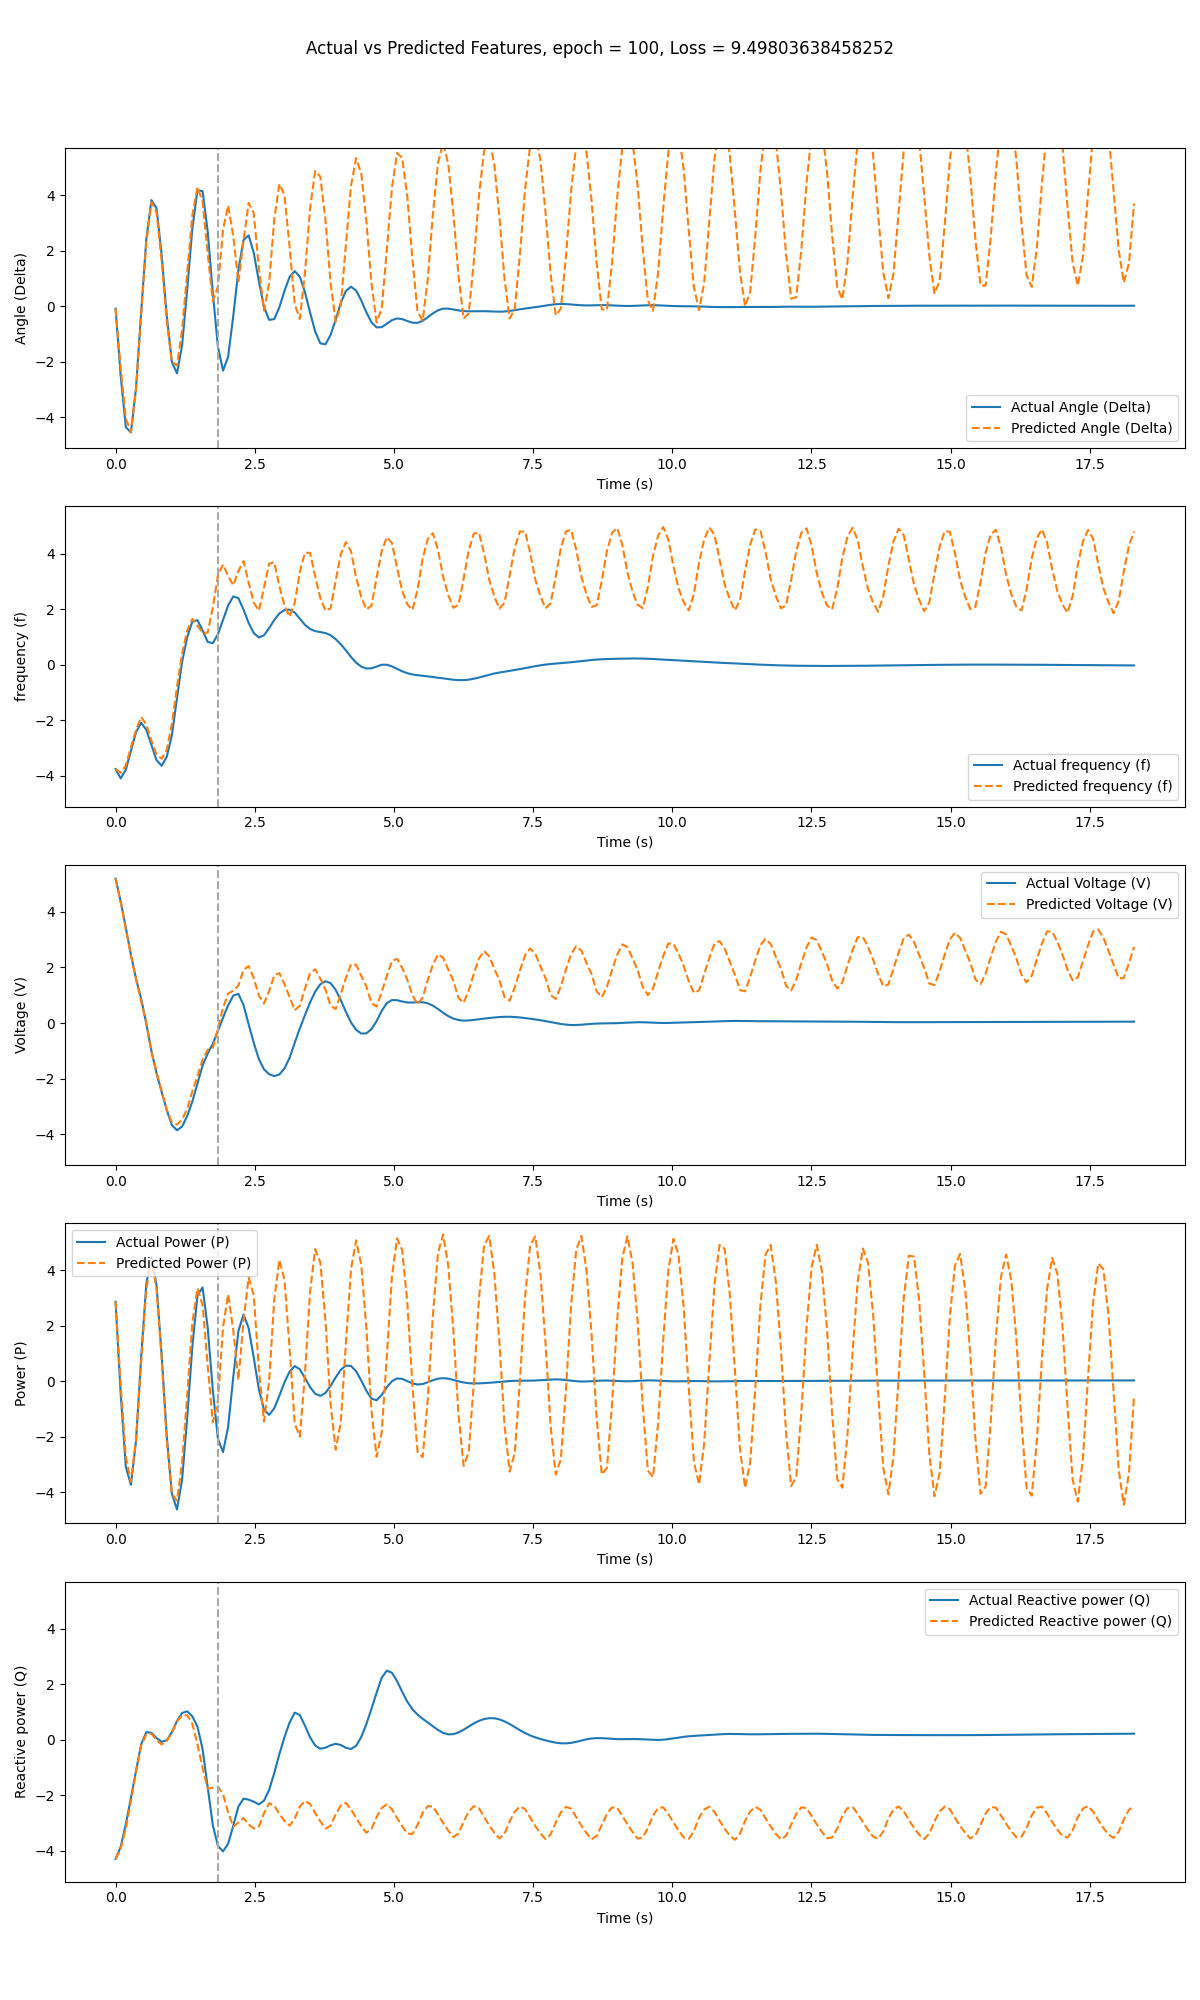 Actual vs Predicted Features, epoch = 100, Loss = 9.49803638458252
4
2
0
−2
−4
Angle (Delta)
Actual Angle (Delta)
Predicted Angle (Delta)
0.0 2.5 5.0 7.5 10.0 12.5 15.0 17.5
Time (s)
4
2
0
−2
−4
frequency (f)
Actual frequency (f)
Predicted frequency (f)
0.0 2.5 5.0 7.5 10.0 12.5 15.0 17.5
Time (s)
Actual Voltage (V)
Predicted Voltage (V)
4
2
0
−2
−4
Voltage (V)
0.0 2.5 5.0 7.5 10.0 12.5 15.0 17.5
Time (s)
Actual Power (P)
Predicted Power (P)
4
2
0
−2
−4
Power (P)
0.0 2.5 5.0 7.5 10.0 12.5 15.0 17.5
Time (s)
Actual Reactive power (Q)
Predicted Reactive power (Q)
4
2
0
−2
−4
Reactive power (Q)
0.0 2.5 5.0 7.5 10.0 12.5 15.0 17.5
Time (s)